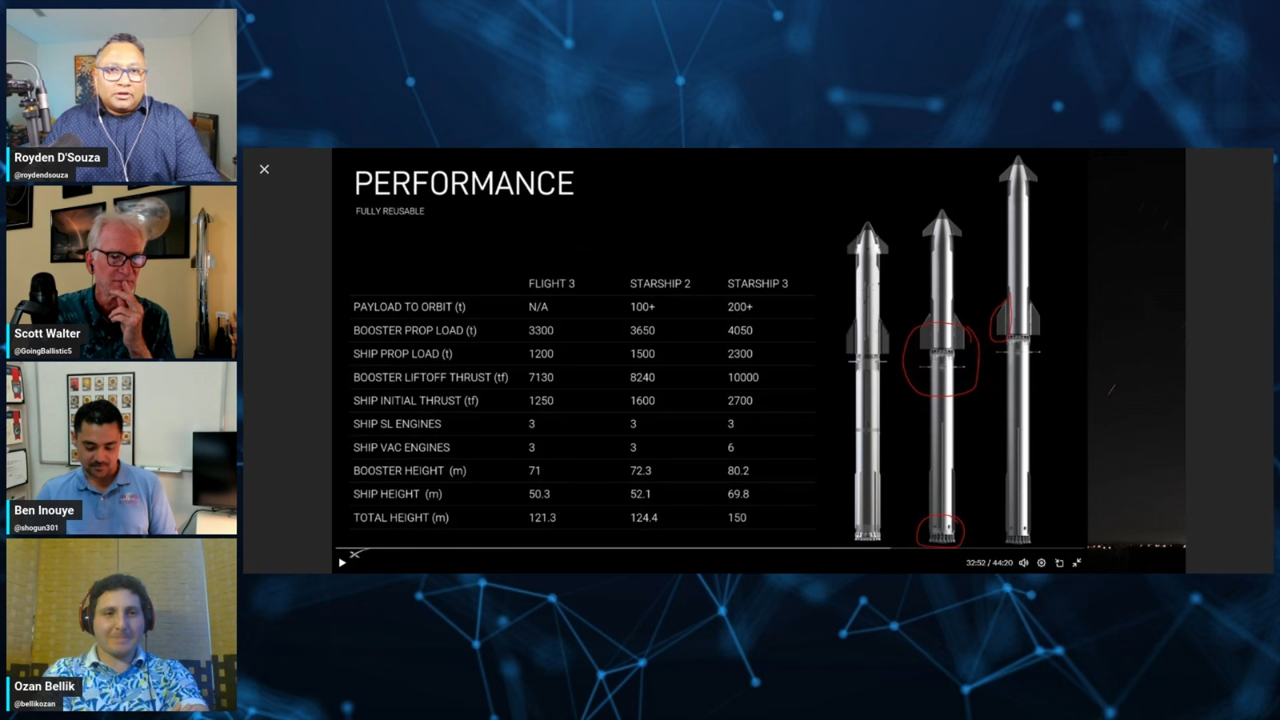 Royden D'Souza
@roydendsouza
Scott Walter
@GoingBallistic5
Ben Inouye
@shogun301
Ozan Bellik
@bellikozan
PERFORMANCE
FULLY REUSABLE
FLIGHT 3 STARSHIP 2 STARSHIP 3
PAYLOAD TO ORBIT (t) N/A 100+ 200+
BOOSTER PROP LOAD (t) 3300 3650 4050
SHIP PROP LOAD (t) 1200 1500 2300
BOOSTER LIFTOFF THRUST (tf) 7130 8240 10000
SHIP INITIAL THRUST (tf) 1250 1600 2700
SHIP SL ENGINES 3 3 3
SHIP VAC ENGINES 3 3 6
BOOSTER HEIGHT (m) 71 72.3 80.2
SHIP HEIGHT (m) 50.3 52.1 69.8
TOTAL HEIGHT (m) 121.3 124.4 150
32:52 / 44:20